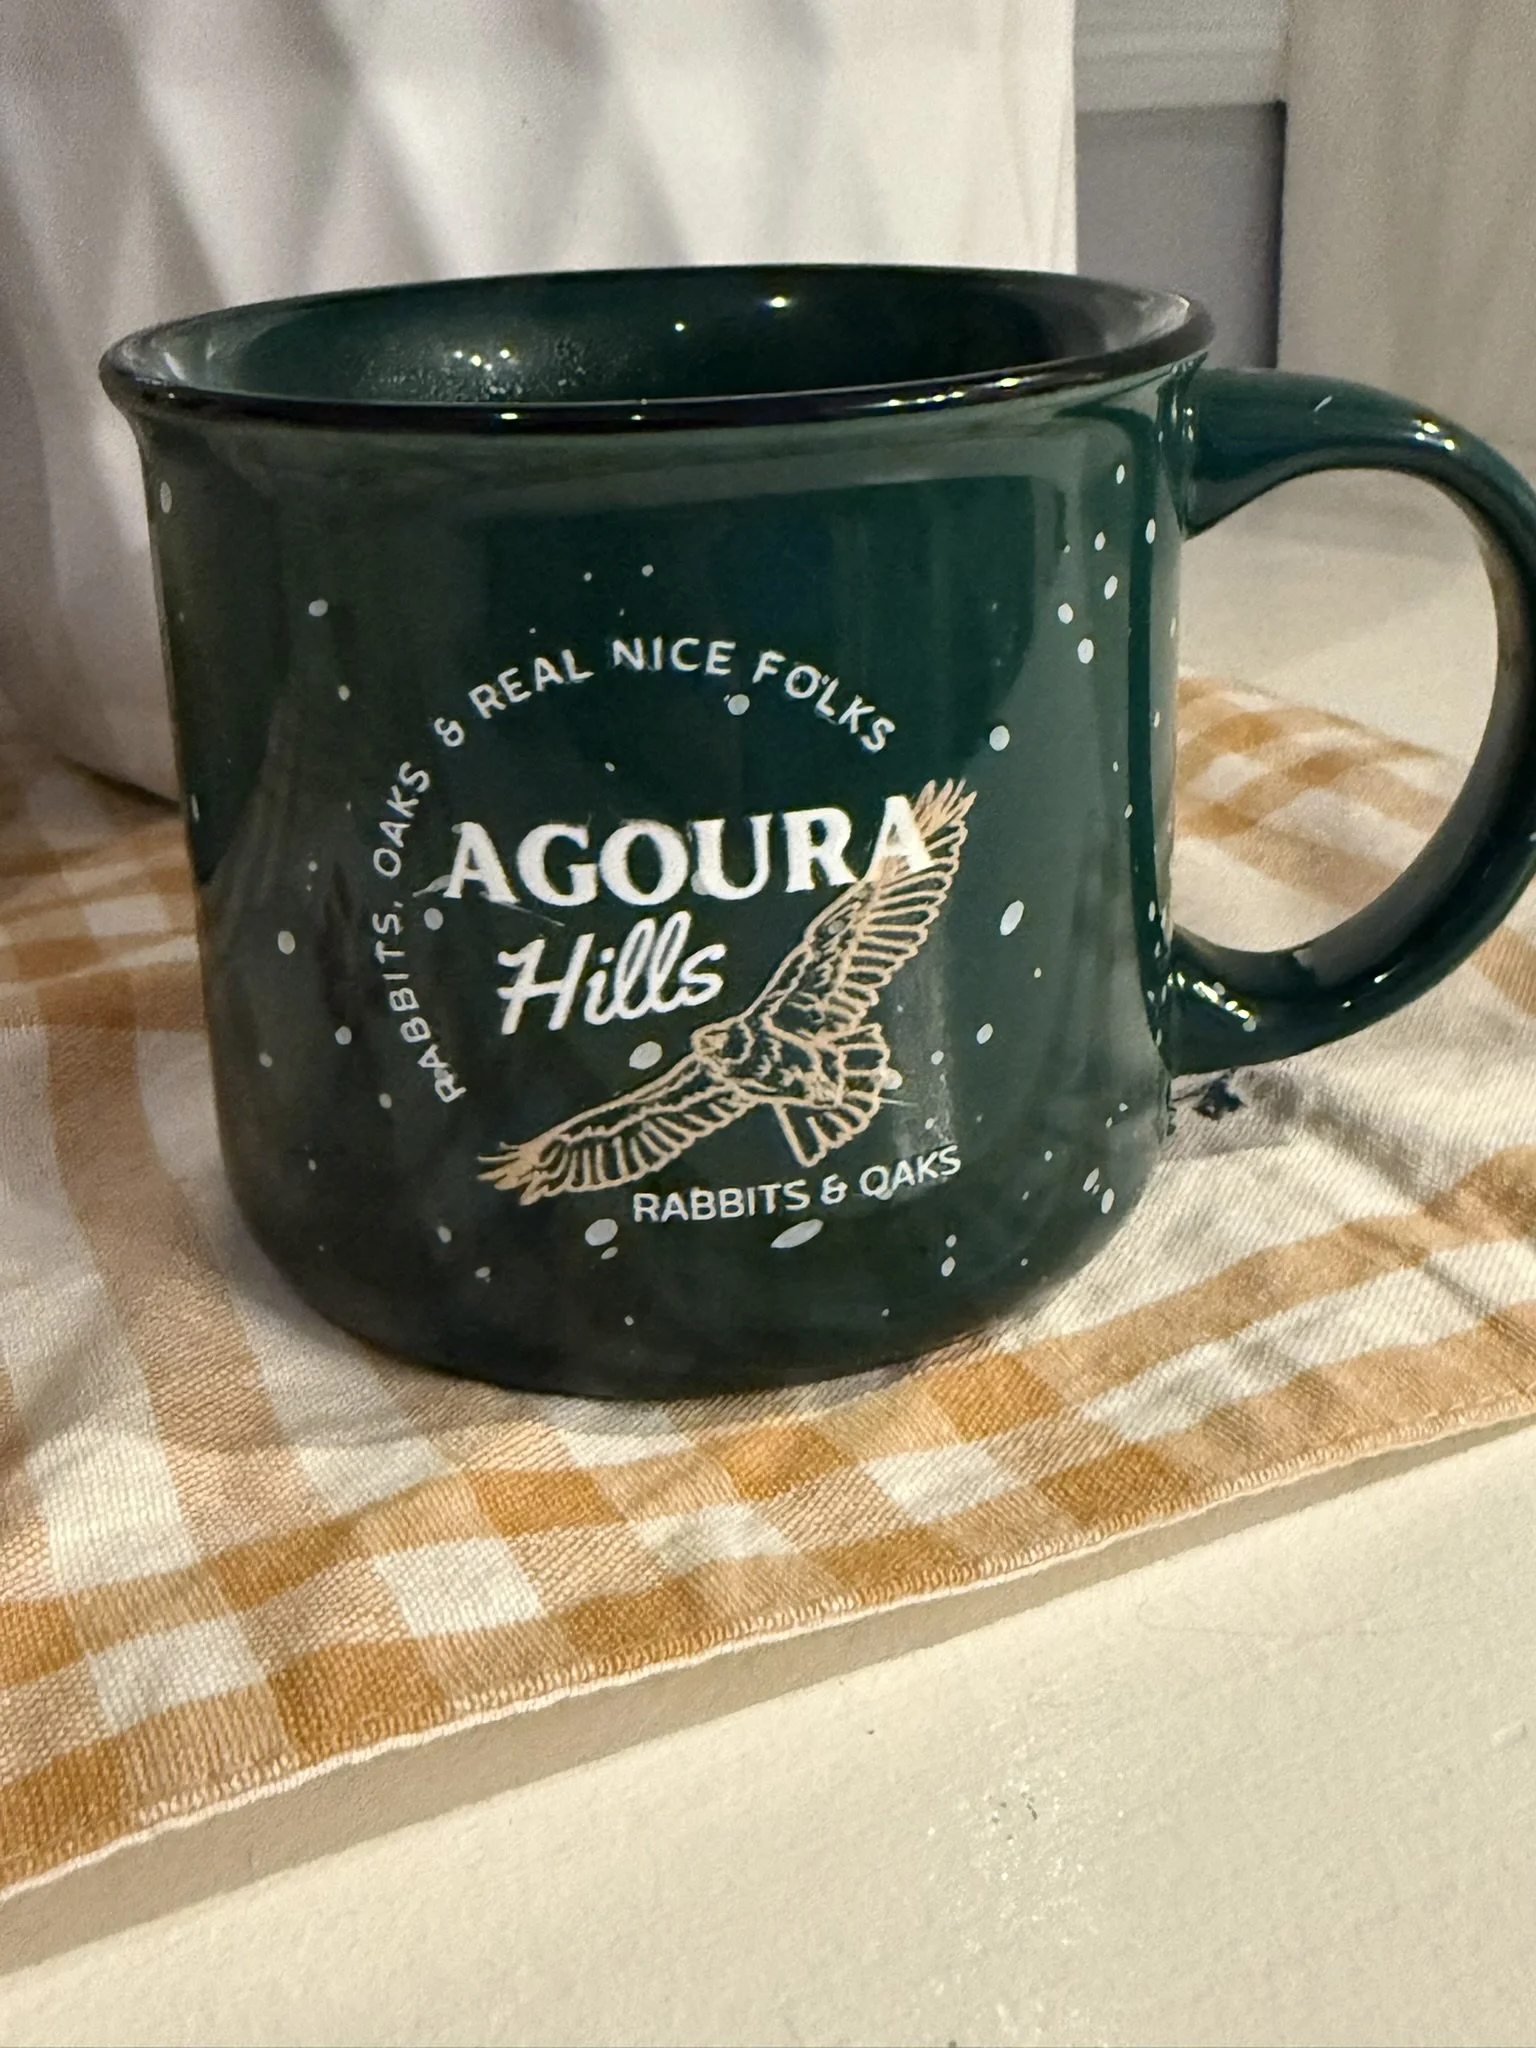 RABBITS, OAKS & REAL NICE FOLKS
AGOURA
Hills
RABBITS & OAKS